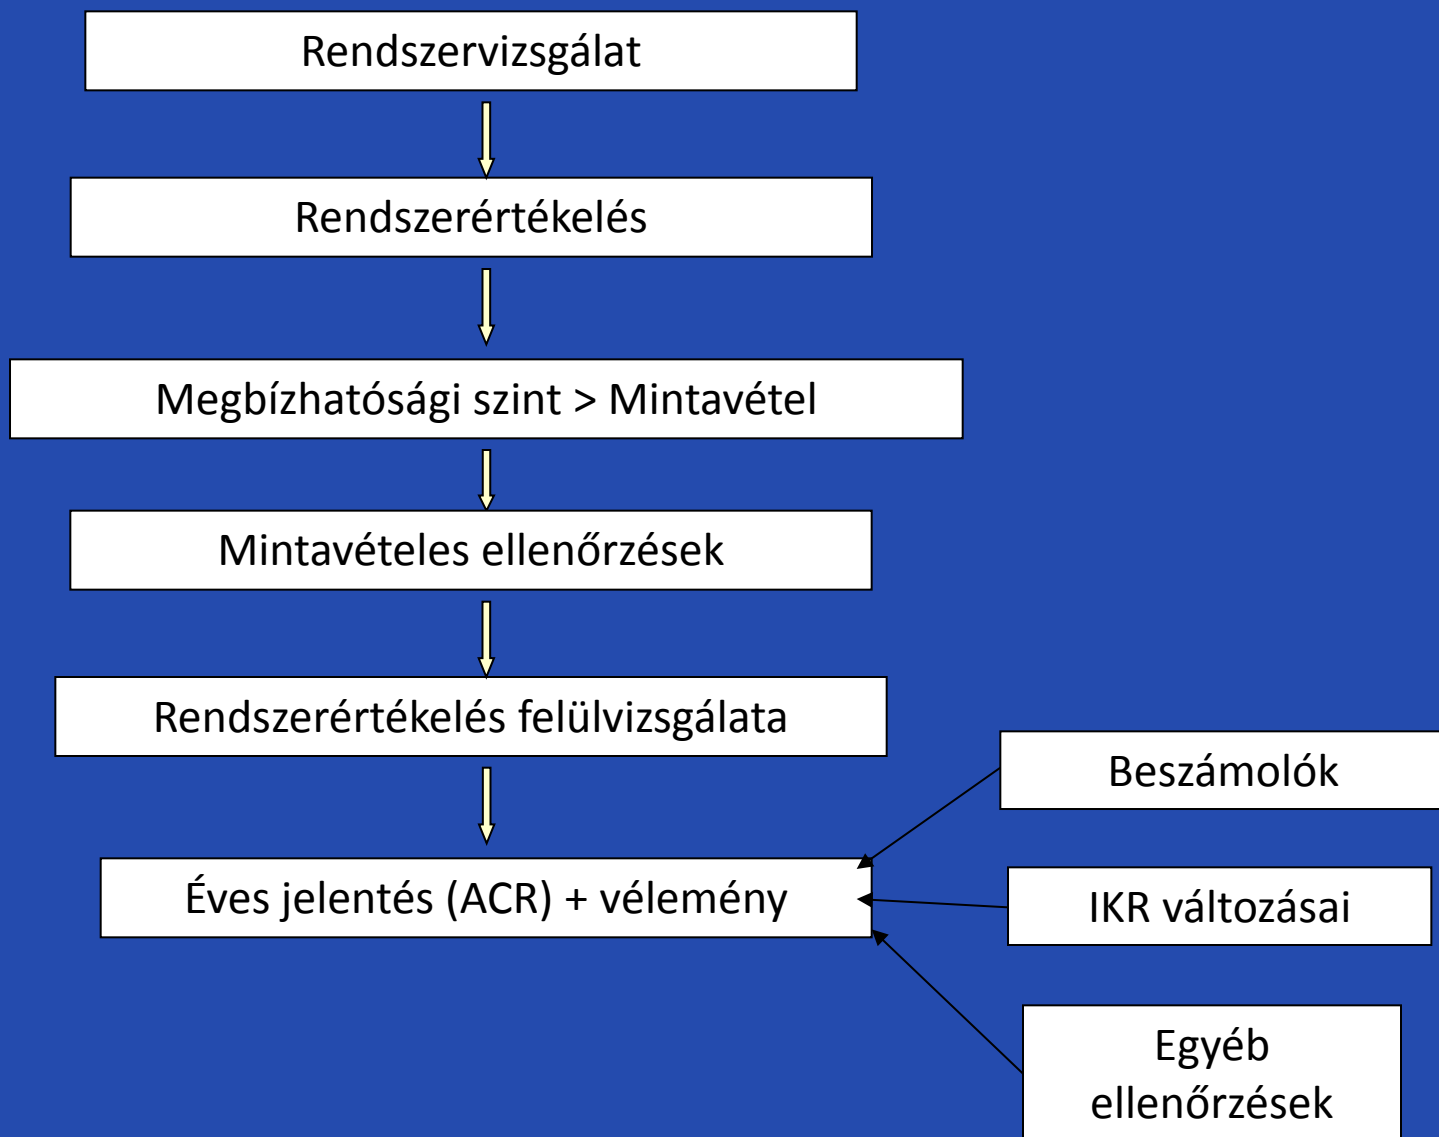 Rendszervizsgálat
Rendszerértékelés
Megbízhatósági szint > Mintavétel
Mintavételes ellenőrzések
Rendszerértékelés felülvizsgálata
Beszámolók
Éves jelentés (ACR) + vélemény
IKR változásai
Egyéb
ellenőrzések